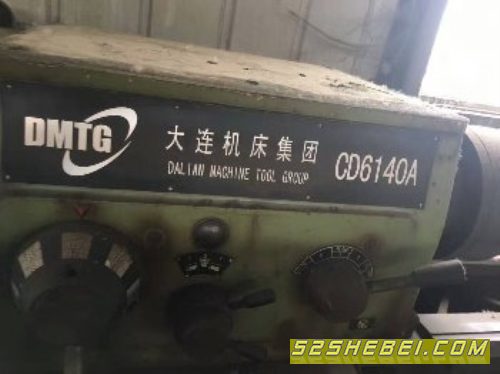 DMTG
大连机床集团
DALIAN MACHINE TOOL GROUP
CD6140A
52SHEBEI.COM